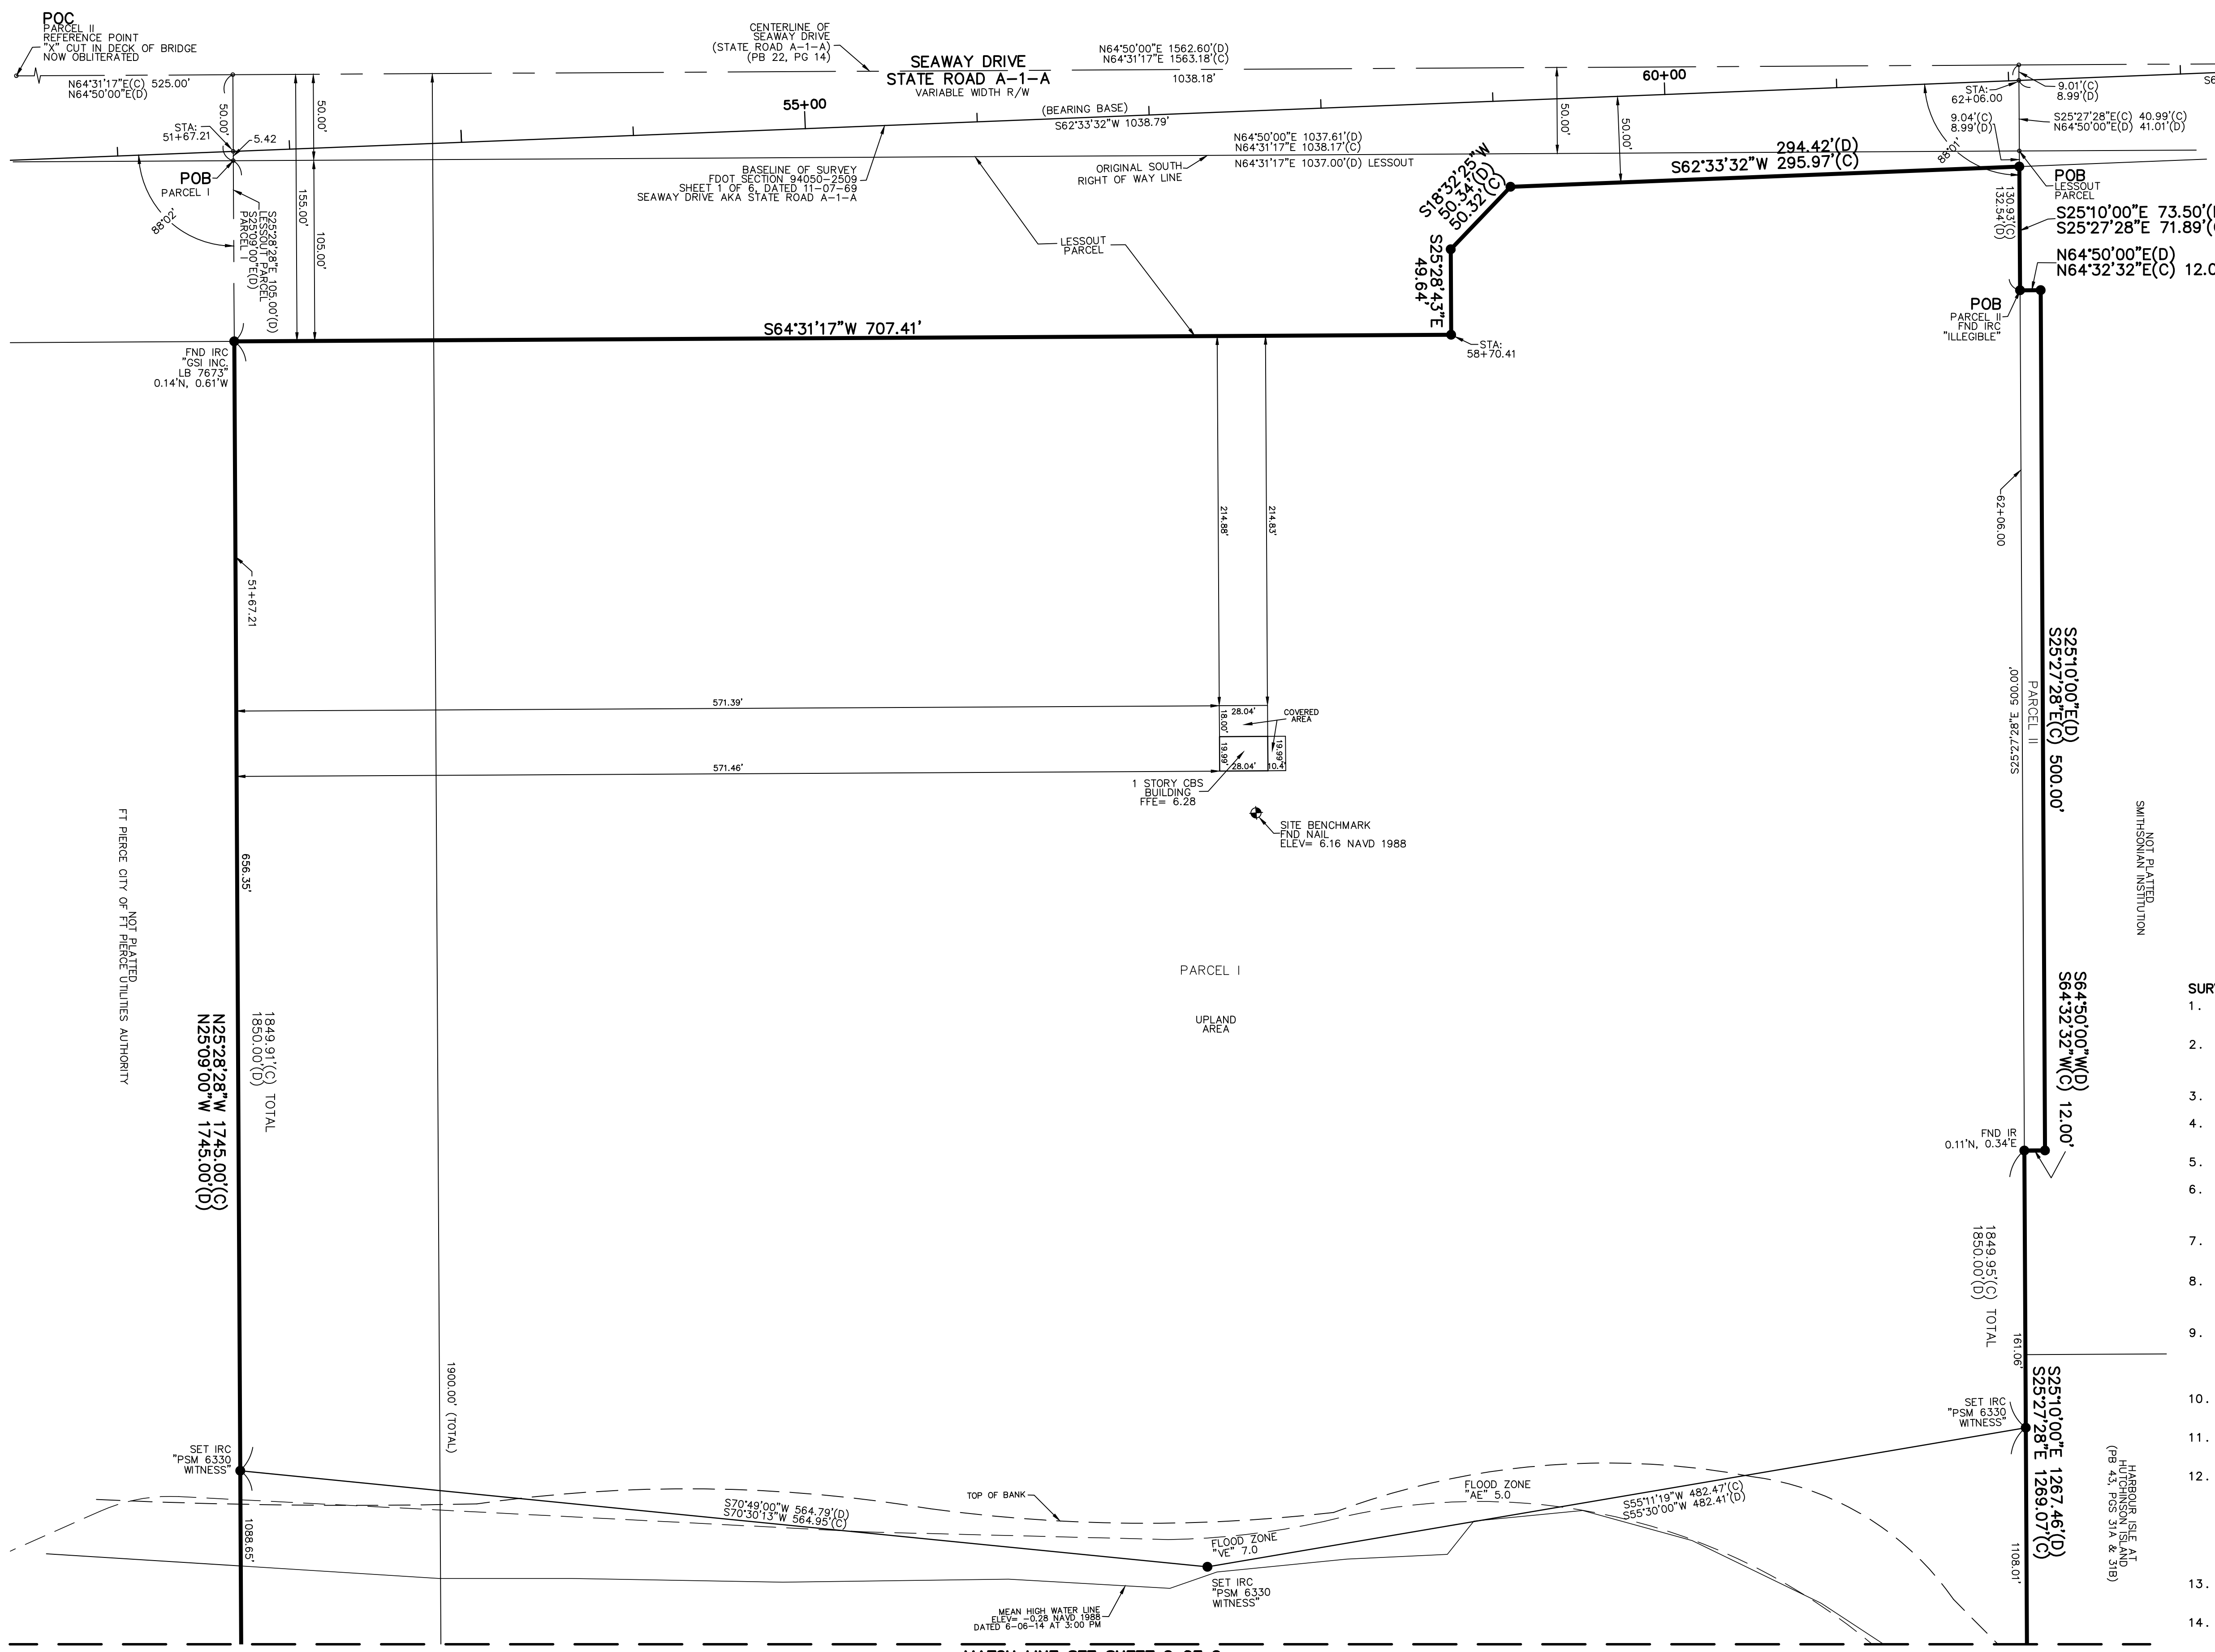 POC
PARCEL II
REFERENCE POINT
"X" CUT IN DECK OF BRIDGE
NOW OBLITERATED
N64°31'17"E(C) 525.00'
N64°50'00"E(D)
CENTERLINE OF
SEAWAY DRIVE
(STATE ROAD A-1-A)
(PB 22, PG 14)
SEAWAY DRIVE
STATE ROAD A-1-A
VARIABLE WIDTH R/W
N64°50'00"E 1562.60'(D)
N64°31'17"E 1563.18'(C)
1038.18'
55+00
60+00
(BEARING BASE)
S62°33'32"W 1038.79'
STA:
51+67.21
5.42
50.00'
50.00'
POB
PARCEL I
88°02'
155.00'
105.00'
S25°28'28"E 105.00'(D)
LESSOUT PARCEL
S25°09'00"E(D)
PARCEL I
BASELINE OF SURVEY
FDOT SECTION 94050-2509
SHEET 1 OF 6, DATED 11-07-69
SEAWAY DRIVE AKA STATE ROAD A-1-A
N64°50'00"E 1037.61'(D)
N64°31'17"E 1038.17'(C)
ORIGINAL SOUTH
RIGHT OF WAY LINE
N64°31'17"E 1037.00'(D) LESSOUT
50.00'
50.00'
STA:
62+06.00
9.01'(C)
8.99'(D)
9.04'(C)
8.99'(D)
S25°27'28"E(C) 40.99'(C)
N64°50'00"E(D) 41.01'(D)
88°01'
294.42'(D)
S62°33'32"W 295.97'(C)
S18°32'25"W
50.34'(D)
50.32'(C)
POB
LESSOUT
PARCEL
130.93'(C)
132.54'(D)
S25°10'00"E 73.50'(
S25°27'28"E 71.89'(
N64°50'00"E(D)
N64°32'32"E(C) 12.0
LESSOUT
PARCEL
S25°28'43"E
49.64'
POB
PARCEL II
FND IRC
"ILLEGIBLE"
S64°31'17"W 707.41'
STA:
58+70.41
FND IRC
"GSI INC.
LB 7673"
0.14'N, 0.61'W
214.88'
214.83'
62+06.00
51+67.21
S25°10'00"E(D)
S25°27'28"E(C) 500.00'
S25°27'28"E 500.00'
PARCEL II
571.39'
571.46'
28.04'
18.00'
COVERED
AREA
19.99'
19.99'
28.04'
10.4'
1 STORY CBS
BUILDING
FFE= 6.28
SITE BENCHMARK
FND NAIL
ELEV= 6.16 NAVD 1988
NOT PLATTED
FT PIERCE CITY OF FT PIERCE UTILITIES AUTHORITY
656.35'
NOT PLATTED
SMITHSONIAN INSTITUTION
PARCEL I
UPLAND
AREA
N25°28'28"W 1745.00'(C)
N25°09'00"W 1745.00'(D)
1849.91'(C) TOTAL
1850.00'(D)
S64°50'00"W(D)
S64°32'32"W(C) 12.00'
FND IR
0.11'N, 0.34'E
1849.95'(C) TOTAL
1850.00'(D)
161.06'
1900.00' (TOTAL)
S25°10'00"E 1267.46'(D)
S25°27'28"E 1269.07'(C)
SET IRC
"PSM 6330
WITNESS"
SET IRC
"PSM 6330
WITNESS"
1088.65'
TOP OF BANK
S70°49'00"W 564.79'(D)
S70°30'13"W 564.95'(C)
FLOOD ZONE
"AE" 5.0
S55°11'19"W 482.47'(C)
S55°30'00"W 482.41'(D)
FLOOD ZONE
"VE" 7.0
SET IRC
"PSM 6330
WITNESS"
MEAN HIGH WATER LINE
ELEV= -0.28 NAVD 1988
DATED 6-06-14 AT 3:00 PM
1108.01'
HARBOUR ISLE AT
HUTCHINSON ISLAND
(PB 43, PGS 31A & 31B)
SUR
1.
2.
3.
4.
5.
6.
7.
8.
9.
10.
11.
12.
13.
14.